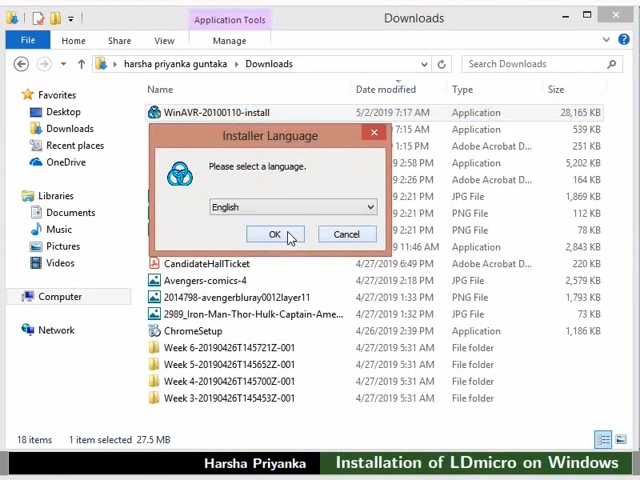 Application Tools
Downloads
File Home Share View Manage
harsha priyanka guntaka Downloads
Search Downloads
Name Date modified Type Size
Favorites
Desktop
Downloads
Recent places
OneDrive
Libraries
Documents
Music
Pictures
Videos
Computer
Network
WinAVR-20100110-install 5/2/2019 7:17 AM Application 28,165 KB
7:15 AM Application 539 KB
1:15 PM Adobe Acrobat D... 231 KB
2:58 PM Application 5,202 KB
2:26 PM Adobe Acrobat D... 164 KB
2:21 PM JPG File 1,869 KB
2:21 PM PNG File 112 KB
2:21 PM PNG File 78 KB
11:46 AM Application 2,843 KB
Installer Language
Please select a language.
English
OK Cancel
CandidateHallTicket 4/27/2019 6:49 PM Adobe Acrobat D... 220 KB
Avengers-comics-4 4/27/2019 2:18 PM JPG File 2,579 KB
2014798-avengerbluray0012layer11 4/27/2019 1:33 PM PNG File 1,793 KB
2989_Iron-Man-Thor-Hulk-Captain-Ame... 4/27/2019 1:32 PM JPG File 73 KB
ChromeSetup 4/26/2019 2:39 PM Application 1,186 KB
Week 6-20190426T145721Z-001 4/27/2019 5:31 AM File folder
Week 5-20190426T145652Z-001 4/27/2019 5:31 AM File folder
Week 4-20190426T145700Z-001 4/27/2019 5:31 AM File folder
Week 3-20190426T145453Z-001 4/27/2019 5:31 AM File folder
18 items 1 item selected 27.5 MB
Harsha Priyanka Installation of LDmicro on Windows